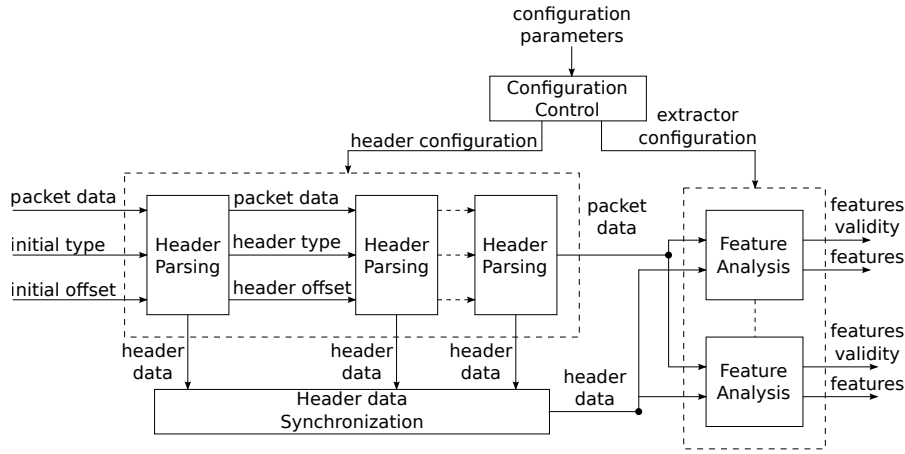 configuration
parameters
Configuration
Control
header configuration
extractor
configuration
packet data
initial type
initial offset
Header
Parsing
packet data
header type
header offset
Header
Parsing
Header
Parsing
packet
data
Feature
Analysis
features
validity
features
Feature
Analysis
features
validity
features
header
data
header
data
header
data
Header data
Synchronization
header
data